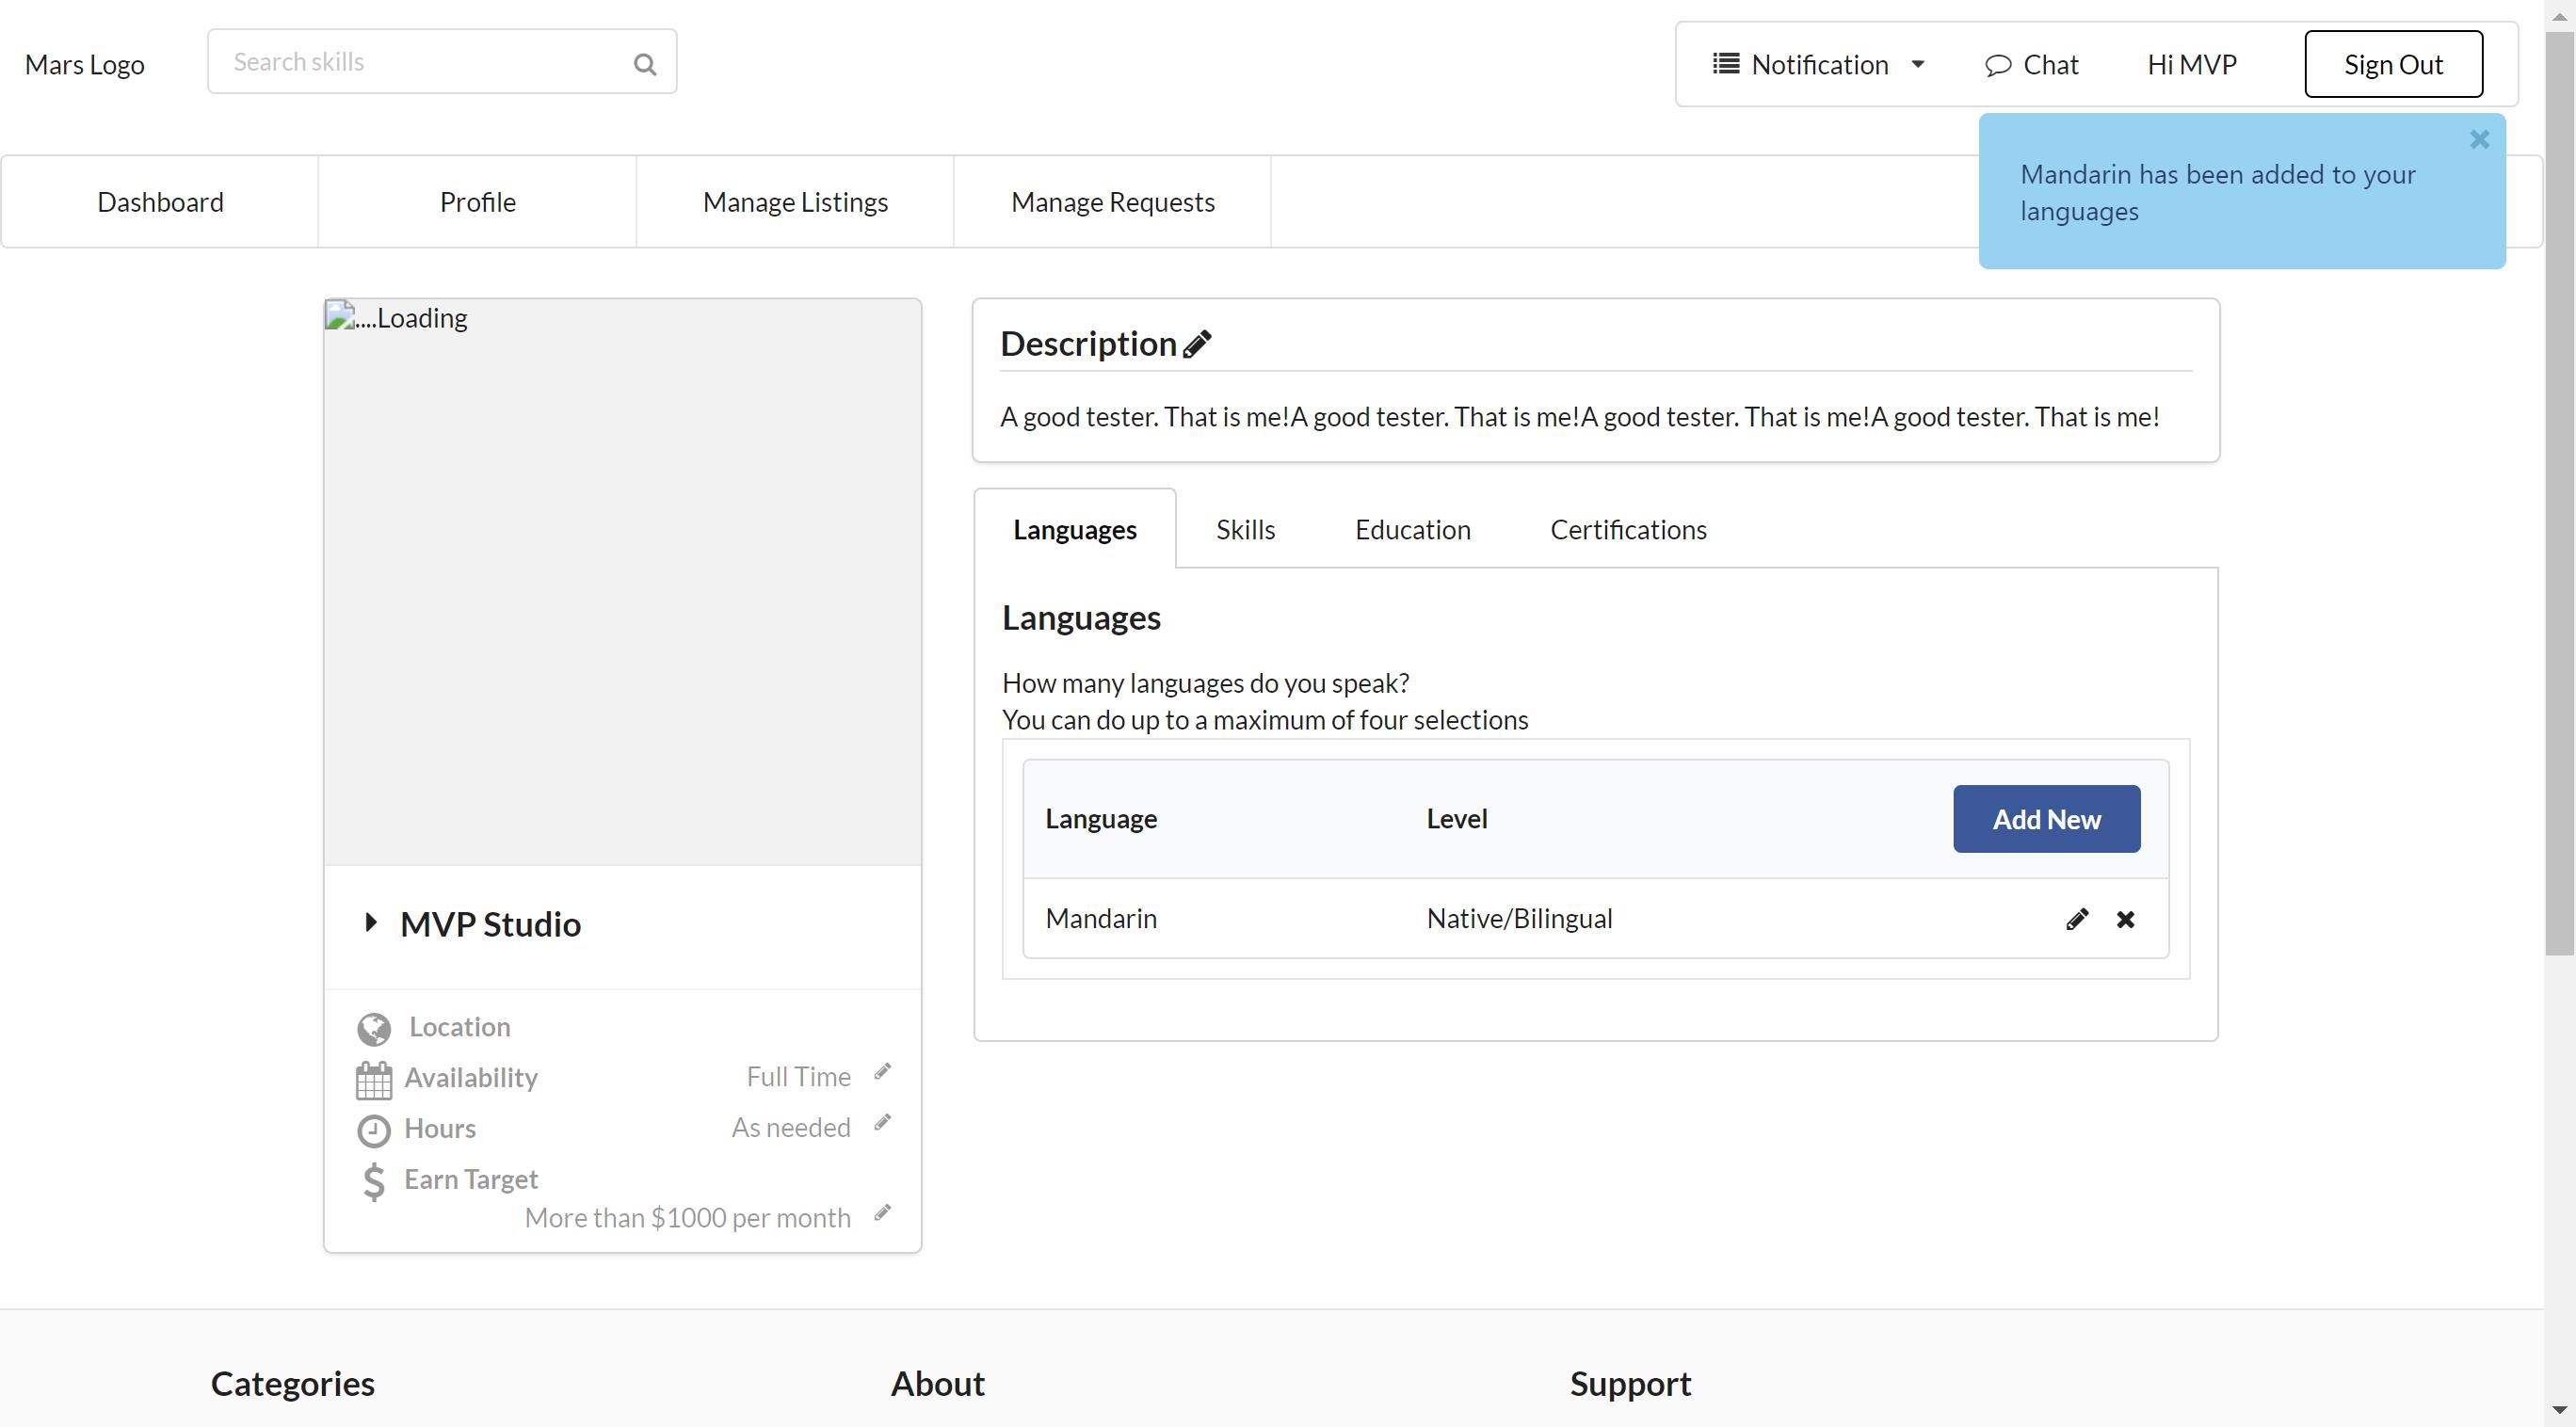 Mars Logo
Search skills
Notification
Chat
Hi MVP
Sign Out
Mandarin has been added to your
languages
Dashboard
Profile
Manage Listings
Manage Requests
....Loading
MVP Studio
Location
Availability
Full Time
Hours
As needed
Earn Target
More than $1000 per month
Description
A good tester. That is me!A good tester. That is me!A good tester. That is me!A good tester. That is me!
Languages
Skills
Education
Certifications
Languages
How many languages do you speak?
You can do up to a maximum of four selections
Language
Level
Add New
Mandarin
Native/Bilingual
Categories
About
Support